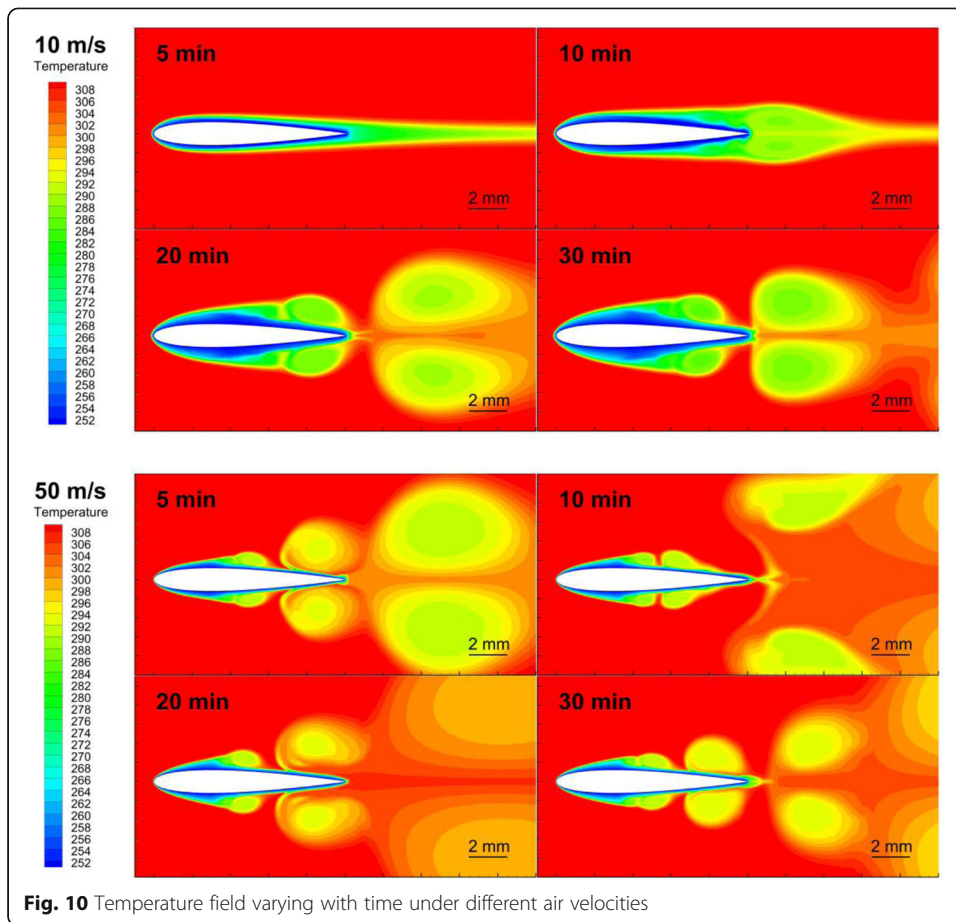 10 m/s
Temperature
308
306
304
302
300
298
296
294
292
290
288
286
284
282
280
278
276
274
272
270
268
266
264
262
260
258
256
254
252
5 min
2 mm
10 min
2 mm
20 min
2 mm
30 min
2 mm
50 m/s
Temperature
308
306
304
302
300
298
296
294
292
290
288
286
284
282
280
278
276
274
272
270
268
266
264
262
260
258
256
254
252
5 min
2 mm
10 min
2 mm
20 min
2 mm
30 min
2 mm
Fig. 10 Temperature field varying with time under different air velocities